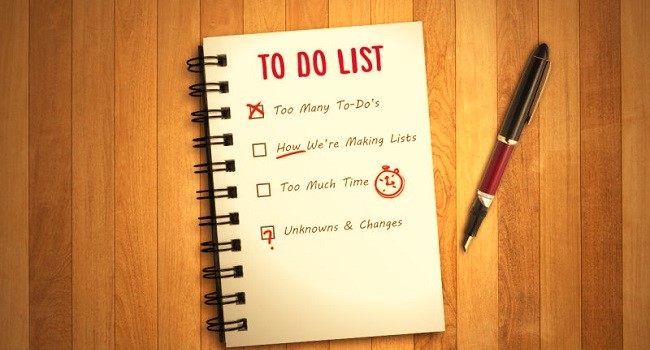 TO DO LIST
Too Many To-Do's
How We're Making Lists
Too Much Time
?
Unknowns & Changes